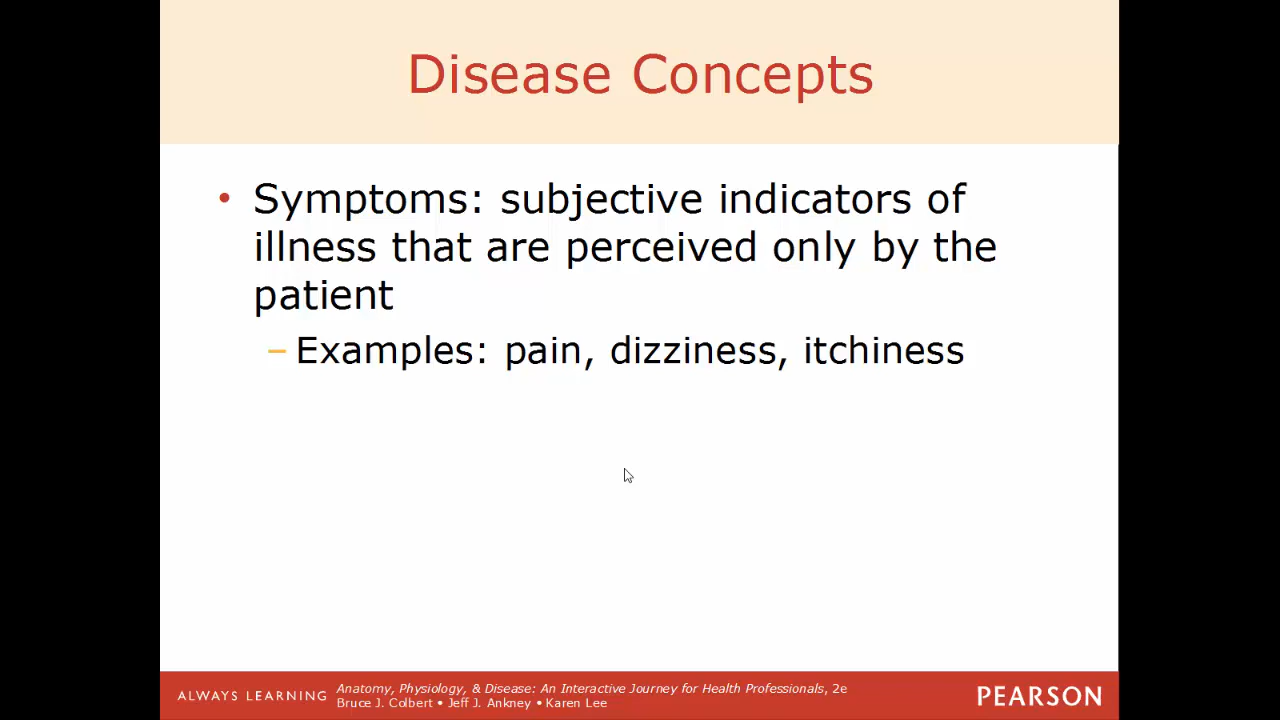 Disease Concepts
• Symptoms: subjective indicators of
illness that are perceived only by the
patient
– Examples: pain, dizziness, itchiness
ALWAYS LEARNING
Anatomy, Physiology, & Disease: An Interactive Journey for Health Professionals, 2e
Bruce J. Colbert • Jeff J. Ankney • Karen Lee
PEARSON